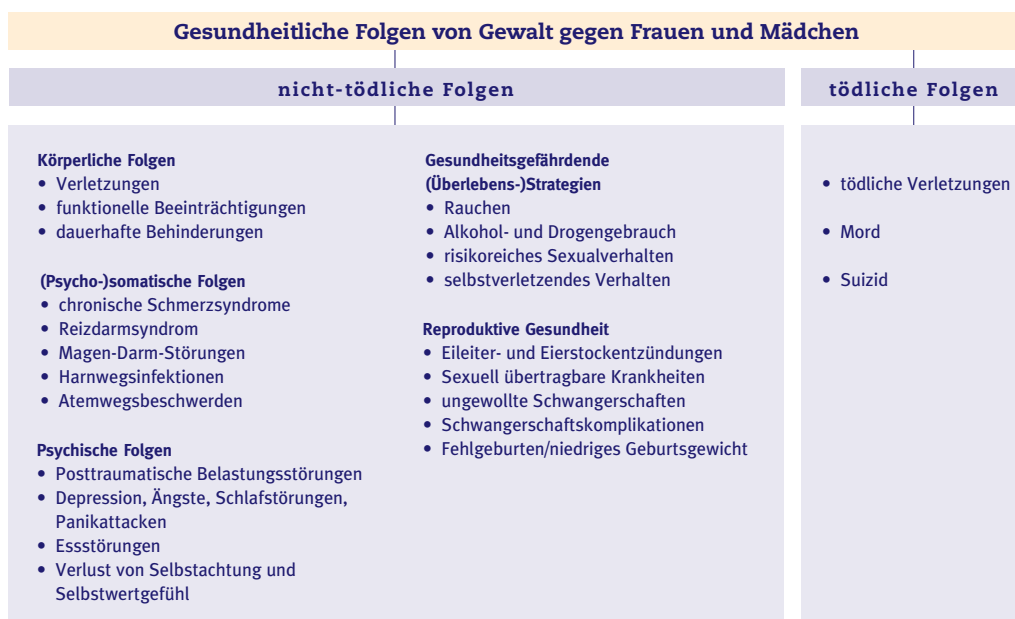 Gesundheitliche Folgen von Gewalt gegen Frauen und Mädchen
nicht-tödliche Folgen
Körperliche Folgen
• Verletzungen
• funktionelle Beeinträchtigungen
• dauerhafte Behinderungen
(Psycho-)somatische Folgen
• chronische Schmerzsyndrome
• Reizdarmsyndrom
• Magen-Darm-Störungen
• Harnwegsinfektionen
• Atemwegsbeschwerden
Psychische Folgen
• Posttraumatische Belastungsstörungen
• Depression, Ängste, Schlafstörungen,
Panikattacken
• Essstörungen
• Verlust von Selbstachtung und
Selbstwertgefühl
Gesundheitsgefährdende
(Überlebens-)Strategien
• Rauchen
• Alkohol- und Drogengebrauch
• risikoreiches Sexualverhalten
• selbstverletzendes Verhalten
Reproduktive Gesundheit
• Eileiter- und Eierstockentzündungen
• Sexuell übertragbare Krankheiten
• ungewollte Schwangerschaften
• Schwangerschaftskomplikationen
• Fehlgeburten/niedriges Geburtsgewicht
tödliche Folgen
• tödliche Verletzungen
• Mord
• Suizid